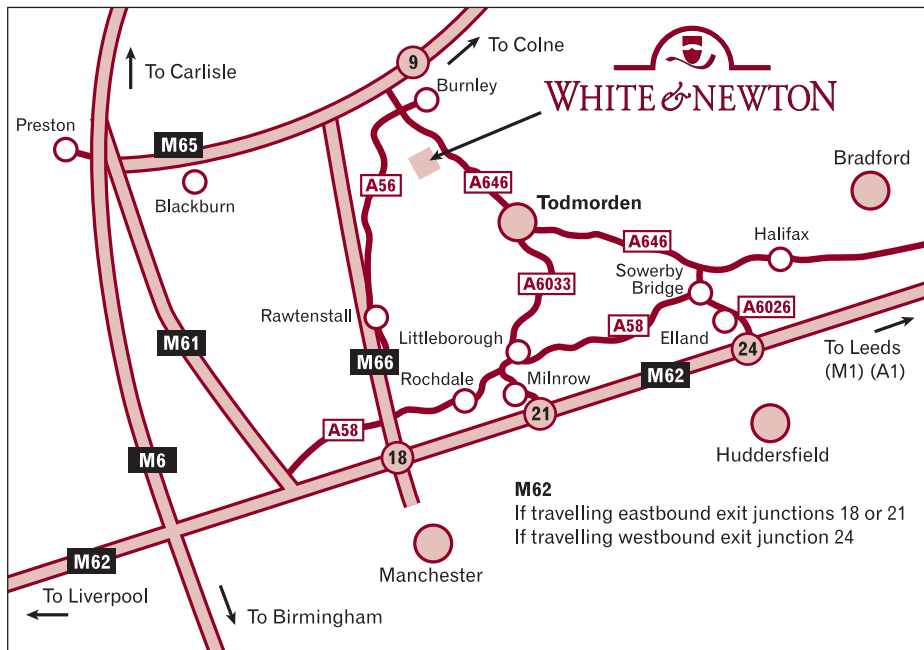 To Colne
9
To Carlisle
Burnley
WHITE & NEWTON
Preston
M65
Bradford
Blackburn
A56
A646
Todmorden
A646
Halifax
Sowerby
Bridge
A6033
A6026
Rawtenstall
A58
Elland
M61
Littleborough
24
To Leeds
(M1) (A1)
M66
M62
Rochdale
Milnrow
21
A58
18
Huddersfield
M6
M62
If travelling eastbound exit junctions 18 or 21
If travelling westbound exit junction 24
M62
Manchester
To Liverpool
To Birmingham